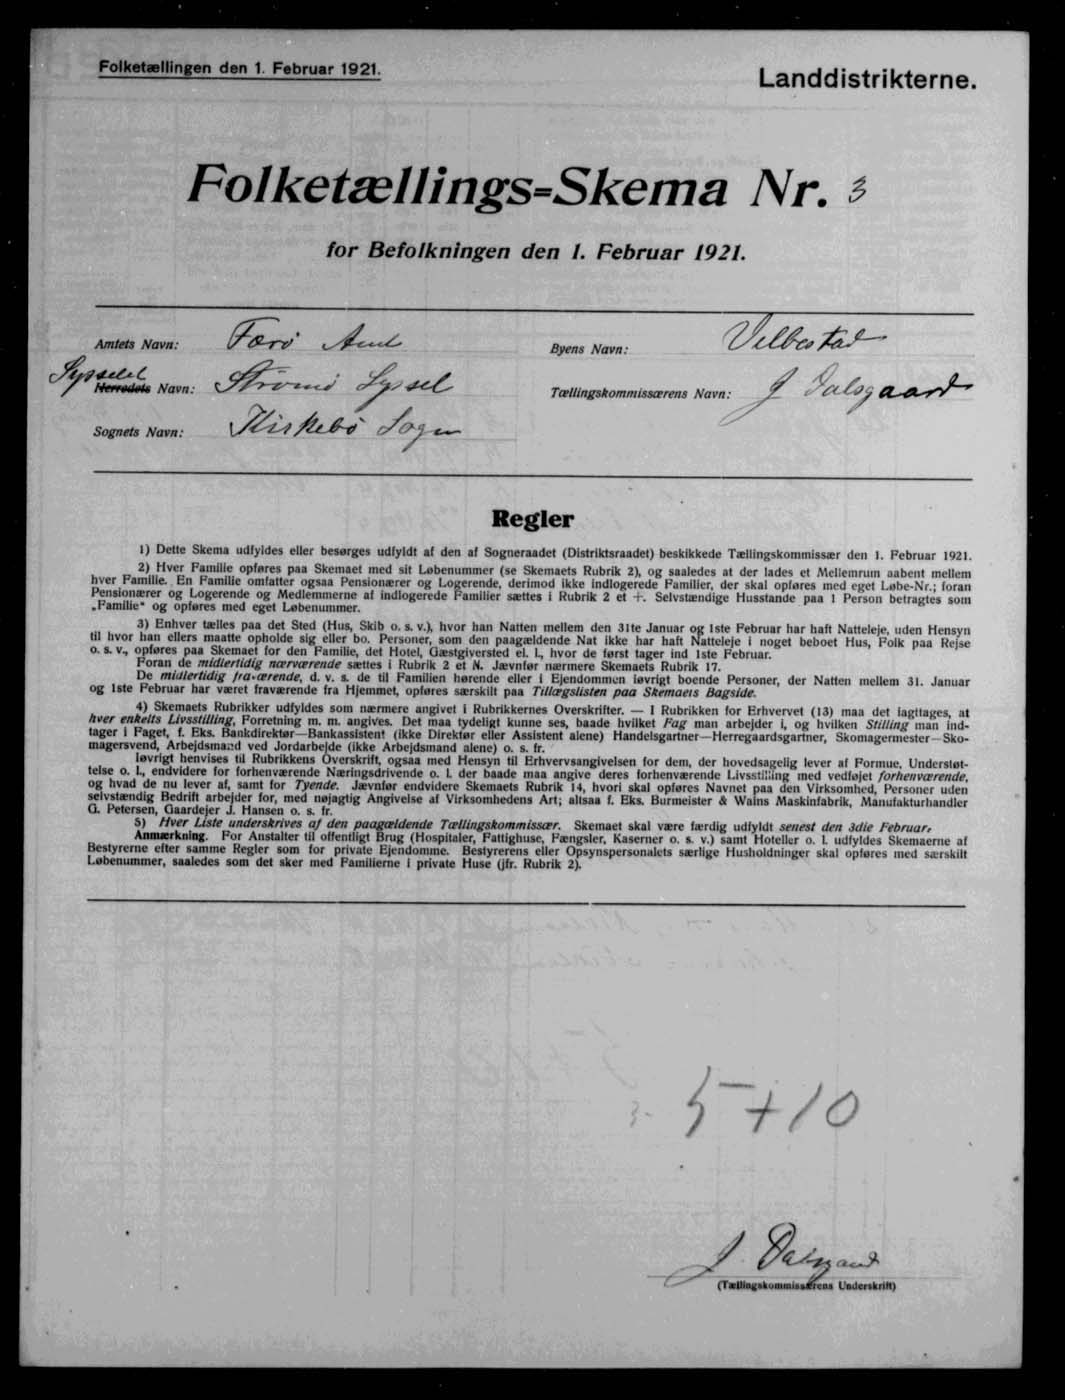 Folketællingen den 1. Februar 1921.
Landdistrikterne.
Folketællings=Skema Nr. 3
for Befolkningen den 1. Februar 1921.
Amtets Navn: Færø Amt
Byens Navn: Velbestad
Sysselet
Herredets Navn: Strømø Syssel
Tællingskommissærens Navn: J Dalsgaard
Sognets Navn: Kirkebø Sogn
Regler
1) Dette Skema udfyldes eller besørges udfyldt af den af Sogneraadet (Distriktsraadet) beskikkede Tællingskommissær den 1. Februar 1921.
2) Hver Familie opføres paa Skemaet med sit Løbenummer (se Skemaets Rubrik 2), og saaledes at der lades et Mellemrum aabent mellem
hver Familie. En Familie omfatter ogsaa Pensionærer og Logerende, derimod ikke indlogerede Familier, der skal opføres med eget Løbe-Nr.; foran
Pensionærer og Logerende og Medlemmerne af indlogerede Familier sættes i Rubrik 2 et +. Selvstændige Husstande paa 1 Person betragtes som
„Familie“ og opføres med eget Løbenummer.
3) Enhver tælles paa det Sted (Hus, Skib o. s. v.), hvor han Natten mellem den 31te Januar og 1ste Februar har haft Natteleje, uden Hensyn
til hvor han ellers maatte opholde sig eller bo. Personer, som den paagældende Nat ikke har haft Natteleje i noget beboet Hus, Folk paa Rejse
o. s. v., opføres paa Skemaet for den Familie, det Hotel, Gæstgiversted el. l., hvor de først tager ind 1ste Februar.
Foran de midlertidig nærværende sættes i Rubrik 2 et N. Jævnfør nærmere Skemaets Rubrik 17.
De midlertidig fraværende, d. v. s. de til Familien hørende eller i Ejendommen iøvrigt boende Personer, der Natten mellem 31. Januar
og 1ste Februar har været fraværende fra Hjemmet, opføres særskilt paa Tillægslisten paa Skemaets Bagside.
4) Skemaets Rubrikker udfyldes som nærmere angivet i Rubrikkernes Overskrifter. — I Rubrikken for Erhvervet (13) maa det iagttages, at
hver enkelts Livsstilling, Forretning m. m. angives. Det maa tydeligt kunne ses, baade hvilket Fag man arbejder i, og hvilken Stilling man ind-
tager i Faget, f. Eks. Bankdirektør—Bankassistent (ikke Direktør eller Assistent alene) Handelsgartner—Herregaardsgartner, Skomagermester—Sko-
magersvend, Arbejdsmand ved Jordarbejde (ikke Arbejdsmand alene) o. s. fr.
Iøvrigt henvises til Rubrikkens Overskrift, ogsaa med Hensyn til Erhvervsangivelsen for dem, der hovedsagelig lever af Formue, Understøt-
telse o. l., endvidere for forhenværende Næringsdrivende o. l. der baade maa angive deres forhenværende Livsstilling med vedføjet forhenværende,
og hvad de nu lever af, samt for Tyende. Jævnfør endvidere Skemaets Rubrik 14, hvori skal opføres Navnet paa den Virksomhed, Personer uden
selvstændig Bedrift arbejder for, med nøjagtig Angivelse af Virksomhedens Art; altsaa f. Eks. Burmeister & Wains Maskinfabrik, Manufakturhandler
G. Petersen, Gaardejer J. Hansen o. s. fr.
5) Hver Liste underskrives af den paagældende Tællingskommissær. Skemaet skal være færdig udfyldt senest den 3die Februar.
Anmærkning. For Anstalter til offentligt Brug (Hospitaler, Fattighuse, Fængsler, Kaserner o. s. v.) samt Hoteller o. l. udfyldes Skemaerne af
Bestyrerne efter samme Regler som for private Ejendomme. Bestyrerens eller Opsynspersonalets særlige Husholdninger skal opføres med særskilt
Løbenummer, saaledes som det sker med Familierne i private Huse (jfr. Rubrik 2).
5+10
J. Dalsgaard
(Tællingskommissærens Underskrift)